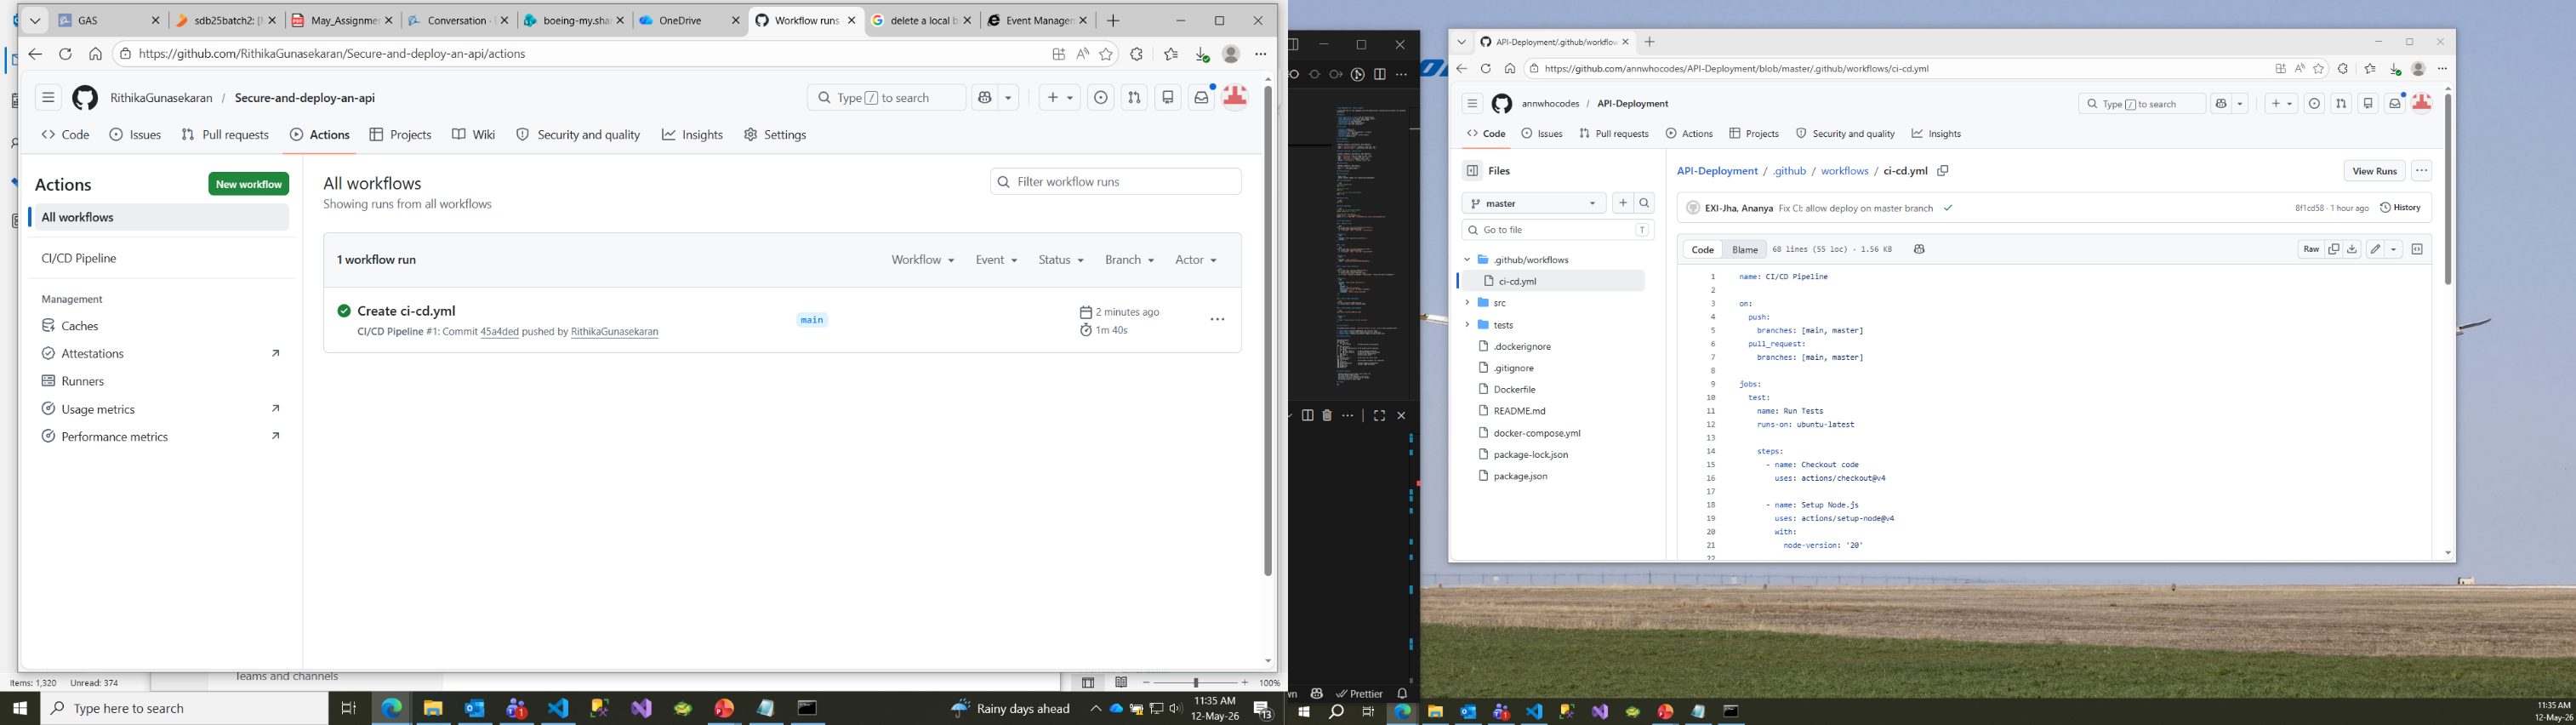 GAS
sdb25batch2: [M
May_Assignme
Conversation -
boeing-my.shar
OneDrive
Workflow runs
delete a local b
Event Managem
https://github.com/RithikaGunasekaran/Secure-and-deploy-an-api/actions
RithikaGunasekaran / Secure-and-deploy-an-api
Type / to search
Code
Issues
Pull requests
Actions
Projects
Wiki
Security and quality
Insights
Settings
Actions
New workflow
All workflows
CI/CD Pipeline
Management
Caches
Attestations
Runners
Usage metrics
Performance metrics
All workflows
Showing runs from all workflows
Filter workflow runs
1 workflow run
Workflow
Event
Status
Branch
Actor
Create ci-cd.yml
CI/CD Pipeline #1: Commit 45a4ded pushed by RithikaGunasekaran
main
2 minutes ago
1m 40s
Items: 1,320 Unread: 374
Teams and channels
100%
Type here to search
Rainy days ahead
11:35 AM
12-May-26
13
Prettier
API-Deployment/.github/workflow
https://github.com/annwhocodes/API-Deployment/blob/master/.github/workflows/ci-cd.yml
annwhocodes / API-Deployment
Type / to search
Code
Issues
Pull requests
Actions
Projects
Security and quality
Insights
Files
master
Go to file
T
.github/workflows
ci-cd.yml
src
tests
.dockerignore
.gitignore
Dockerfile
README.md
docker-compose.yml
package-lock.json
package.json
API-Deployment / .github / workflows / ci-cd.yml
View Runs
EXI-Jha, Ananya Fix CI: allow deploy on master branch
8f1cd58 · 1 hour ago
History
Code
Blame
68 lines (55 loc) · 1.56 KB
Raw
1 name: CI/CD Pipeline
2
3 on:
4 push:
5 branches: [main, master]
6 pull_request:
7 branches: [main, master]
8
9 jobs:
10 test:
11 name: Run Tests
12 runs-on: ubuntu-latest
13
14 steps:
15 - name: Checkout code
16 uses: actions/checkout@v4
17
18 - name: Setup Node.js
19 uses: actions/setup-node@v4
20 with:
21 node-version: '20'
22
11:35 AM
12-May-26